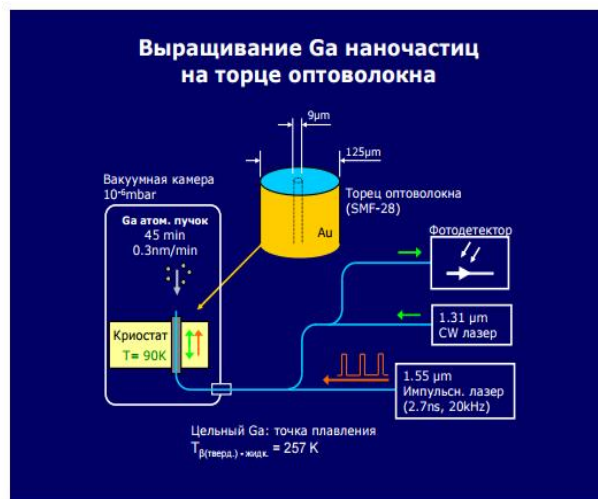 Выращивание Ga наночастиц
на торце оптоволокна
9μm
125μm
Вакуумная камера
10⁻⁶mbar
Ga атом. пучок
45 min
0.3nm/min
Торец оптоволокна
(SMF-28)
Au
Фотодетектор
Криостат
T= 90K
1.31 μm
CW лазер
1.55 μm
Импульсн. лазер
(2.7ns, 20kHz)
Цельный Ga: точка плавления
Tβ(тверд.) - жидк. = 257 K